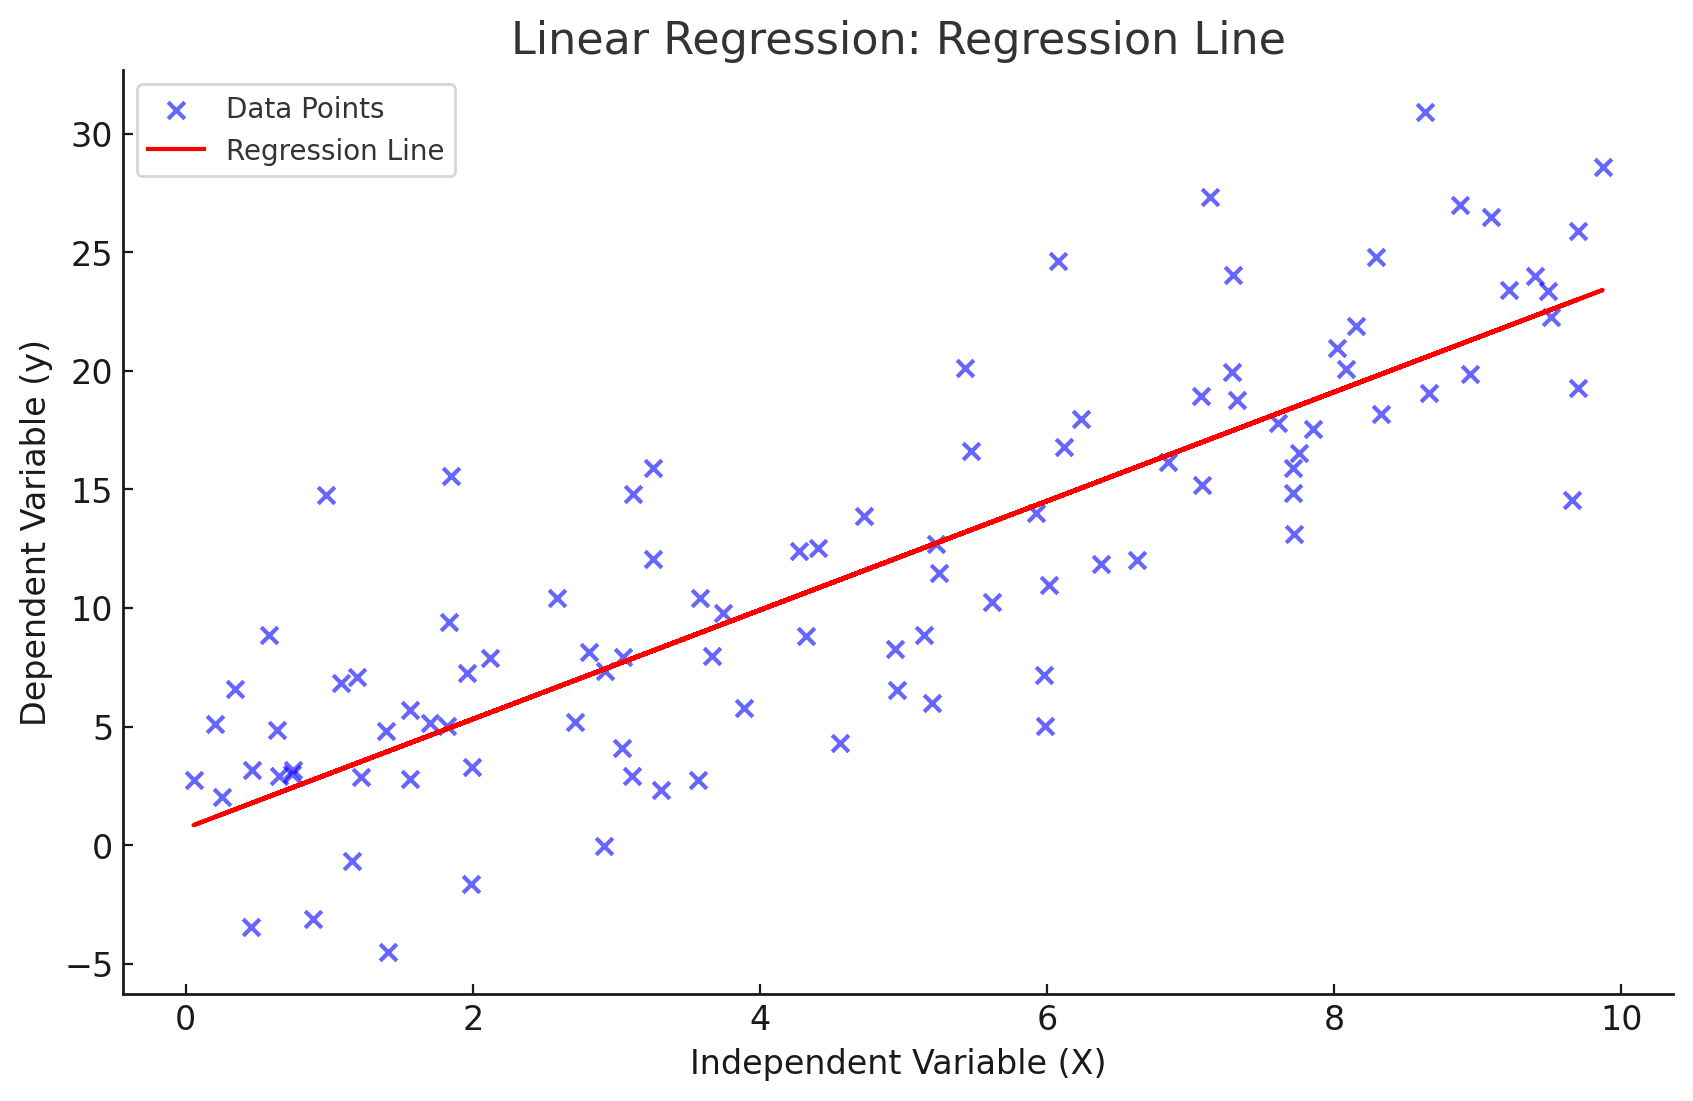 Linear Regression: Regression Line
Data Points
Regression Line
30
25
20
15
10
5
0
−5
Dependent Variable (y)
0 2 4 6 8 10
Independent Variable (X)